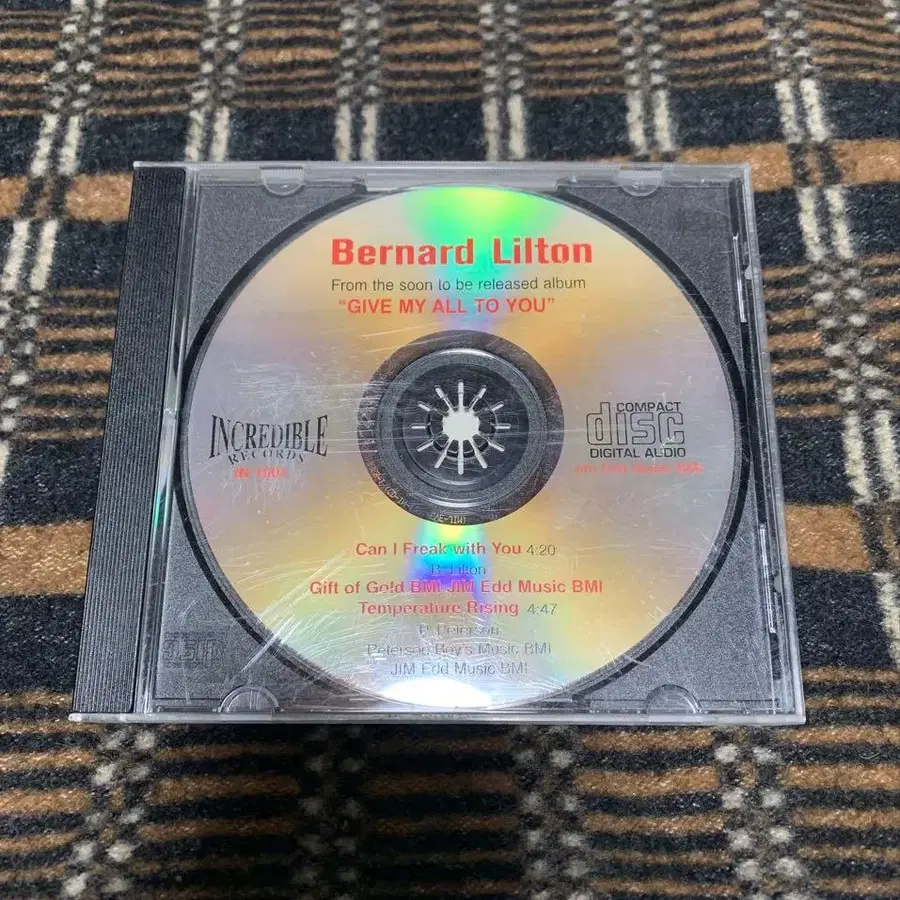 Bernard Lilton
From the soon to be released album
"GIVE MY ALL TO YOU"
INCREDIBLE
RECORDS
COMPACT
disc
DIGITAL AUDIO
Can I Freak with You 4:20
B. Lilton
Gift of Gold BMI JIM Edd Music BMI
Temperature Rising 4:47
P. Peterson
Peterson Boy's Music BMI
JIM Edd Music BMI